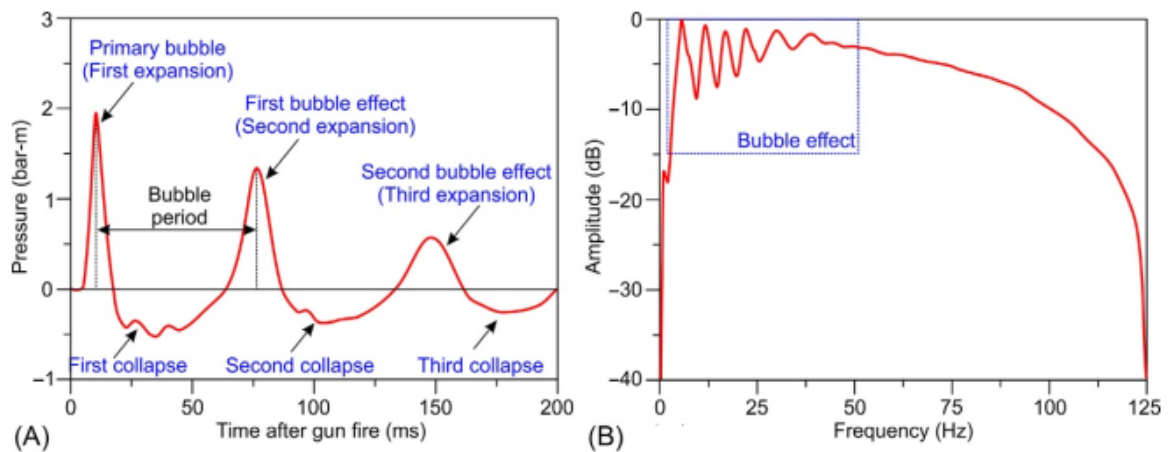 3
2
1
0
−1
Pressure (bar-m)
Primary bubble
(First expansion)
First bubble effect
(Second expansion)
Second bubble effect
(Third expansion)
Bubble
period
First collapse
Second collapse
Third collapse
0
50
100
150
200
Time after gun fire (ms)
(A)
0
−10
−20
−30
−40
Amplitude (dB)
Bubble effect
0
25
50
75
100
125
Frequency (Hz)
(B)